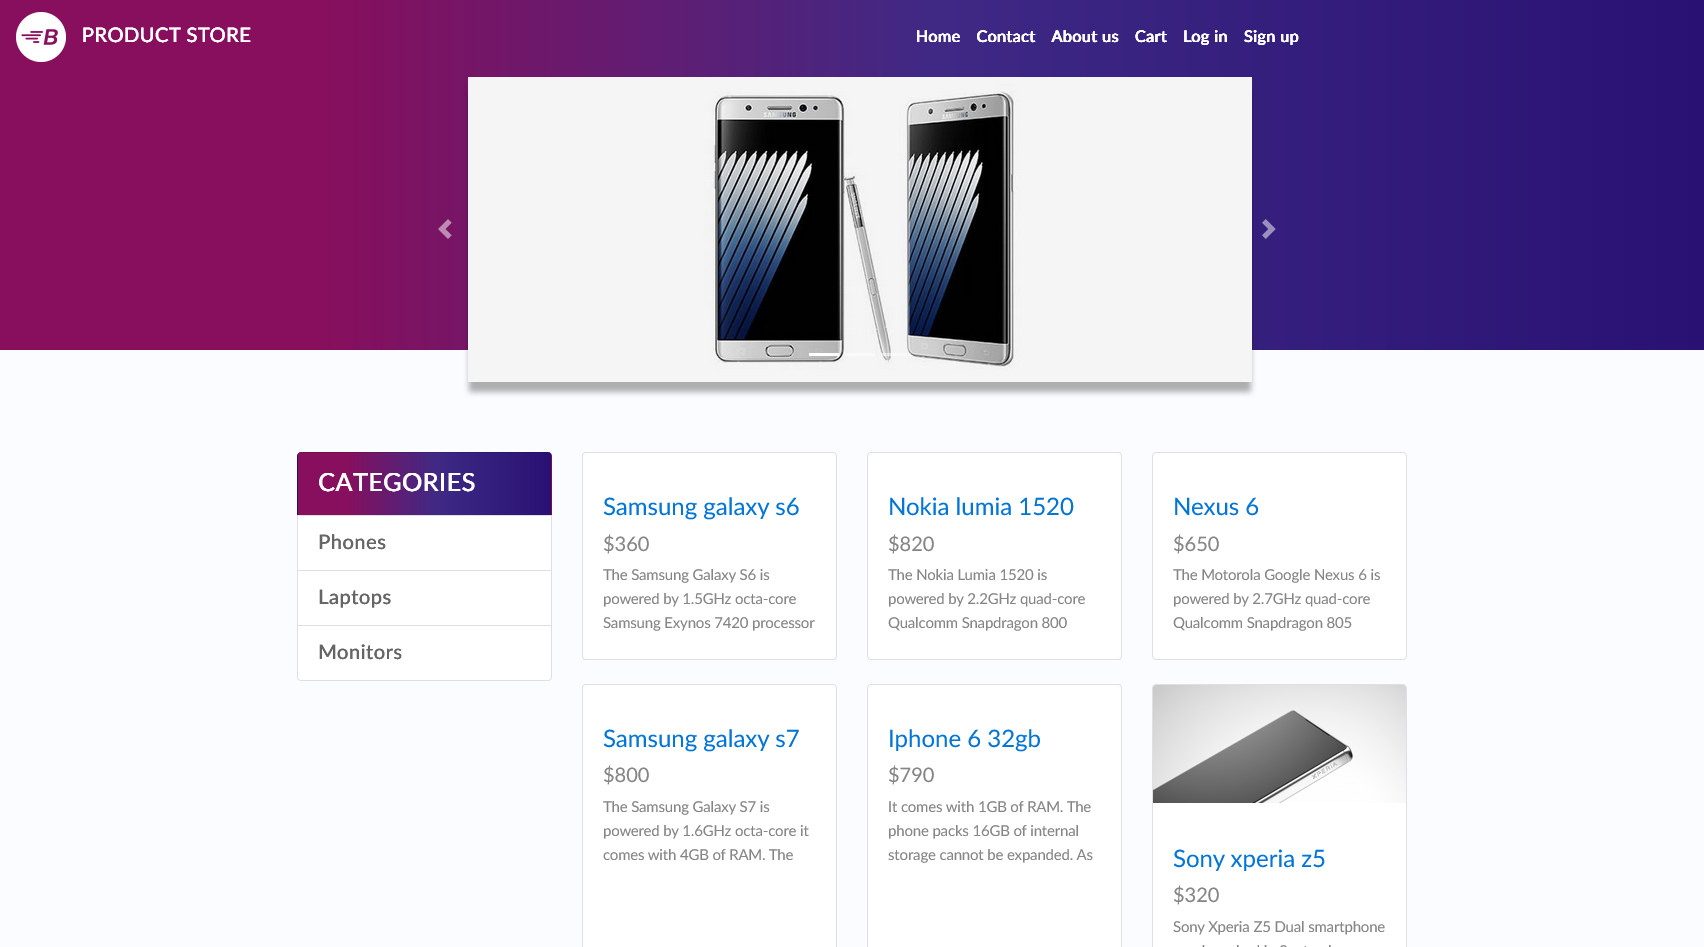 B PRODUCT STORE
Home Contact About us Cart Log in Sign up
SAMSUNG SAMSUNG
CATEGORIES
Phones
Laptops
Monitors
Samsung galaxy s6
$360
The Samsung Galaxy S6 is
powered by 1.5GHz octa-core
Samsung Exynos 7420 processor
Nokia lumia 1520
$820
The Nokia Lumia 1520 is
powered by 2.2GHz quad-core
Qualcomm Snapdragon 800
Nexus 6
$650
The Motorola Google Nexus 6 is
powered by 2.7GHz quad-core
Qualcomm Snapdragon 805
Samsung galaxy s7
$800
The Samsung Galaxy S7 is
powered by 1.6GHz octa-core it
comes with 4GB of RAM. The
Iphone 6 32gb
$790
It comes with 1GB of RAM. The
phone packs 16GB of internal
storage cannot be expanded. As
XPERIA
Sony xperia z5
$320
Sony Xperia Z5 Dual smartphone